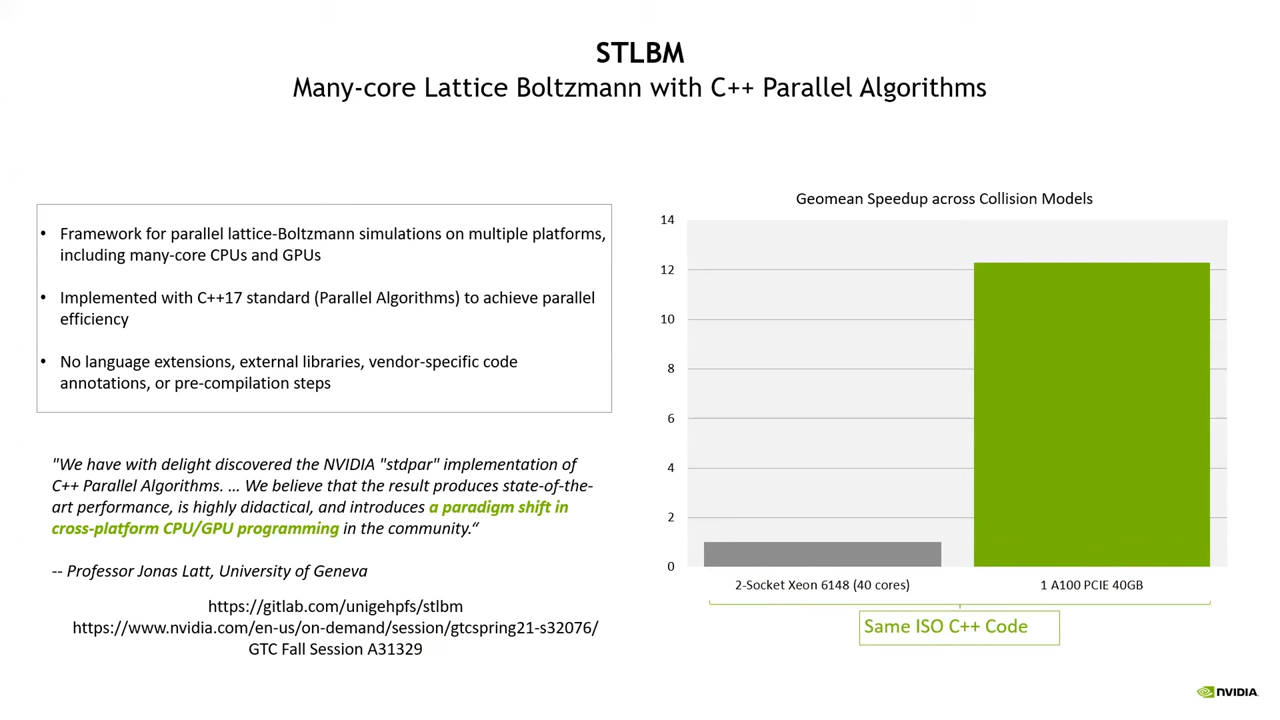 STLBM
Many-core Lattice Boltzmann with C++ Parallel Algorithms
• Framework for parallel lattice-Boltzmann simulations on multiple platforms,
including many-core CPUs and GPUs
• Implemented with C++17 standard (Parallel Algorithms) to achieve parallel
efficiency
• No language extensions, external libraries, vendor-specific code
annotations, or pre-compilation steps
"We have with delight discovered the NVIDIA "stdpar" implementation of
C++ Parallel Algorithms. … We believe that the result produces state-of-the-
art performance, is highly didactical, and introduces a paradigm shift in
cross-platform CPU/GPU programming in the community.“
-- Professor Jonas Latt, University of Geneva
https://gitlab.com/unigehpfs/stlbm
https://www.nvidia.com/en-us/on-demand/session/gtcspring21-s32076/
GTC Fall Session A31329
Geomean Speedup across Collision Models
14
12
10
8
6
4
2
0
2-Socket Xeon 6148 (40 cores)
1 A100 PCIE 40GB
Same ISO C++ Code
NVIDIA.